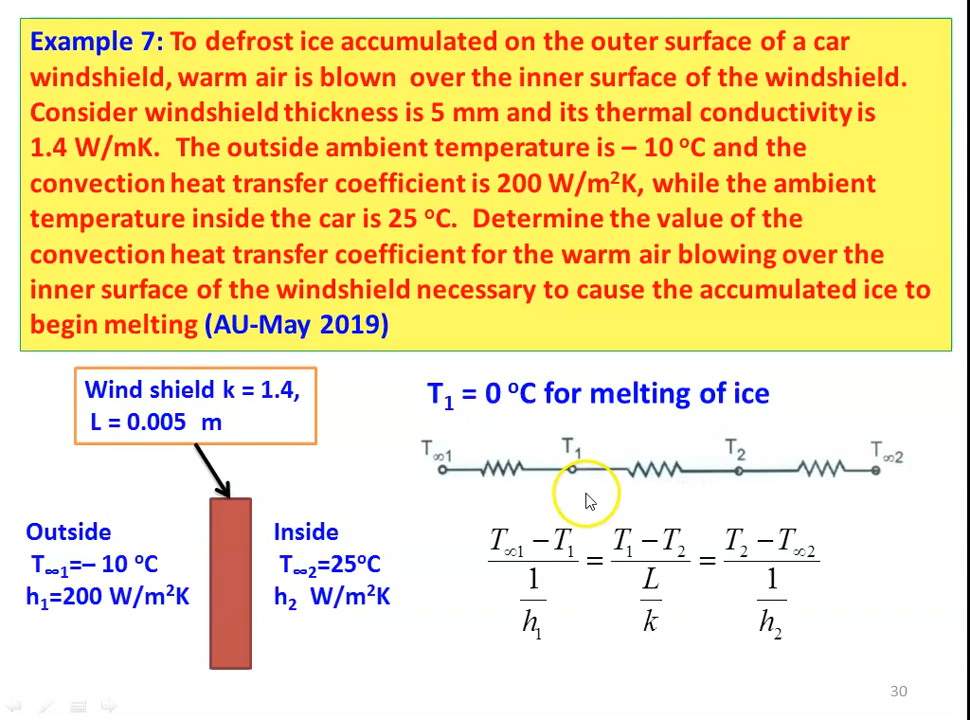 Example 7: To defrost ice accumulated on the outer surface of a car
windshield, warm air is blown over the inner surface of the windshield.
Consider windshield thickness is 5 mm and its thermal conductivity is
1.4 W/mK. The outside ambient temperature is – 10 ᵒC and the
convection heat transfer coefficient is 200 W/m²K, while the ambient
temperature inside the car is 25 ᵒC. Determine the value of the
convection heat transfer coefficient for the warm air blowing over the
inner surface of the windshield necessary to cause the accumulated ice to
begin melting (AU-May 2019)
Wind shield k = 1.4,
L = 0.005 m
T₁ = 0 ᵒC for melting of ice
T∞1 T₁ T₂ T∞2
Outside
T∞1=– 10 ᵒC
h₁=200 W/m²K
Inside
T∞2=25ᵒC
h₂ W/m²K
(T∞1 − T₁)/(1/h₁) = (T₁ − T₂)/(L/k) = (T₂ − T∞2)/(1/h₂)
30